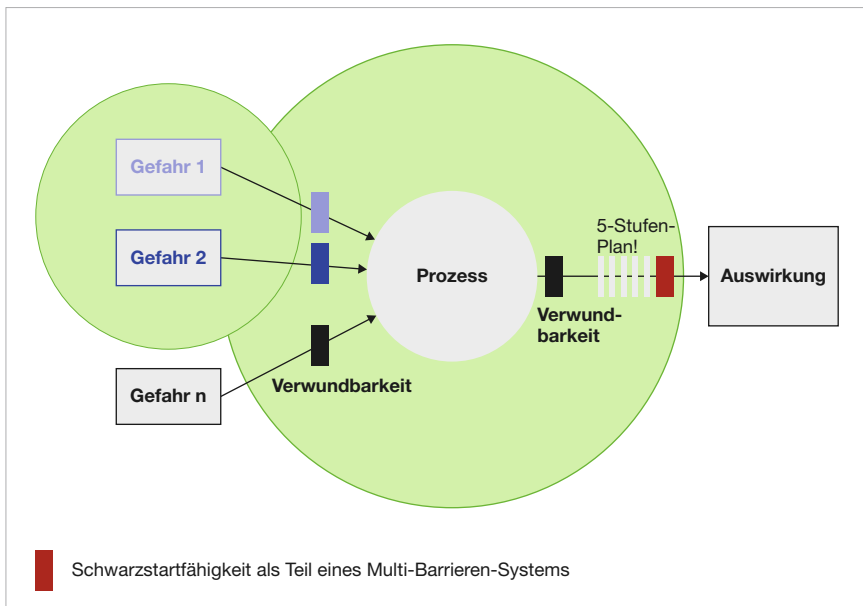 Gefahr 1
Gefahr 2
Gefahr n
Verwundbarkeit
Prozess
5-Stufen-
Plan!
Verwund-
barkeit
Auswirkung
Schwarzstartfähigkeit als Teil eines Multi-Barrieren-Systems